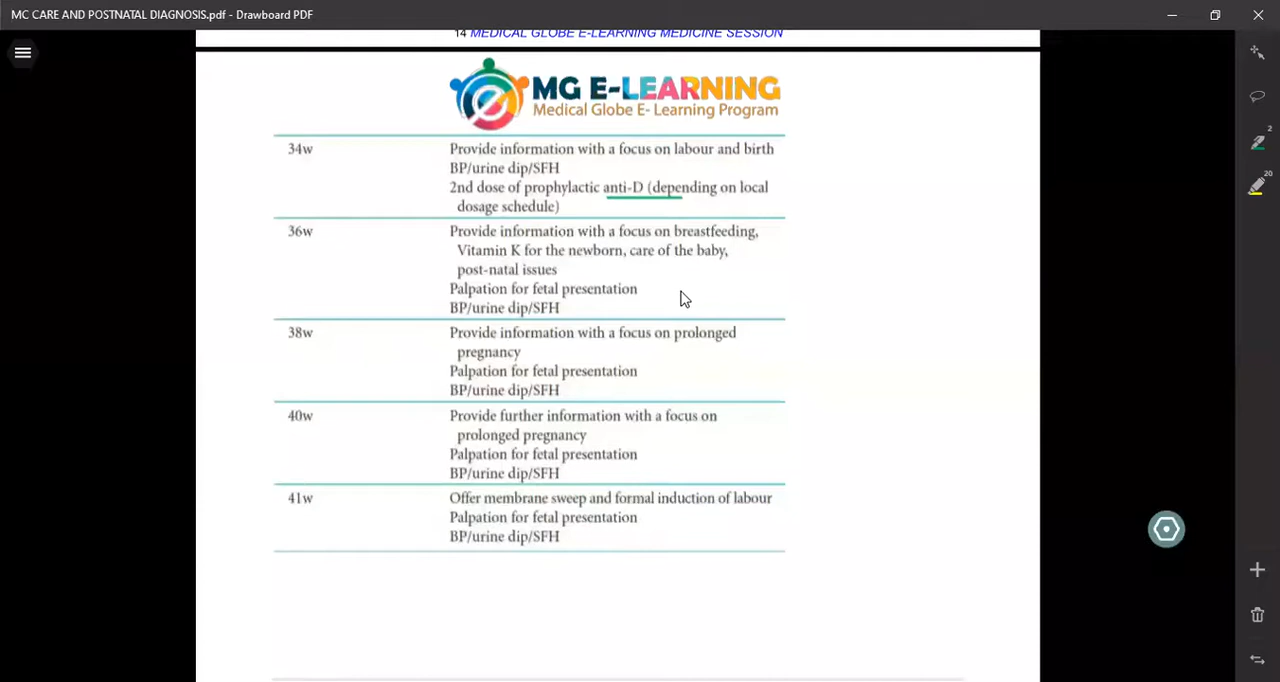 MC CARE AND POSTNATAL DIAGNOSIS.pdf - Drawboard PDF
14 MEDICAL GLOBE E-LEARNING MEDICINE SESSION
MG E-LEARNING
Medical Globe E- Learning Program
34w
Provide information with a focus on labour and birth
BP/urine dip/SFH
2nd dose of prophylactic anti-D (depending on local
dosage schedule)
36w
Provide information with a focus on breastfeeding,
Vitamin K for the newborn, care of the baby,
post-natal issues
Palpation for fetal presentation
BP/urine dip/SFH
38w
Provide information with a focus on prolonged
pregnancy
Palpation for fetal presentation
BP/urine dip/SFH
40w
Provide further information with a focus on
prolonged pregnancy
Palpation for fetal presentation
BP/urine dip/SFH
41w
Offer membrane sweep and formal induction of labour
Palpation for fetal presentation
BP/urine dip/SFH
2
20